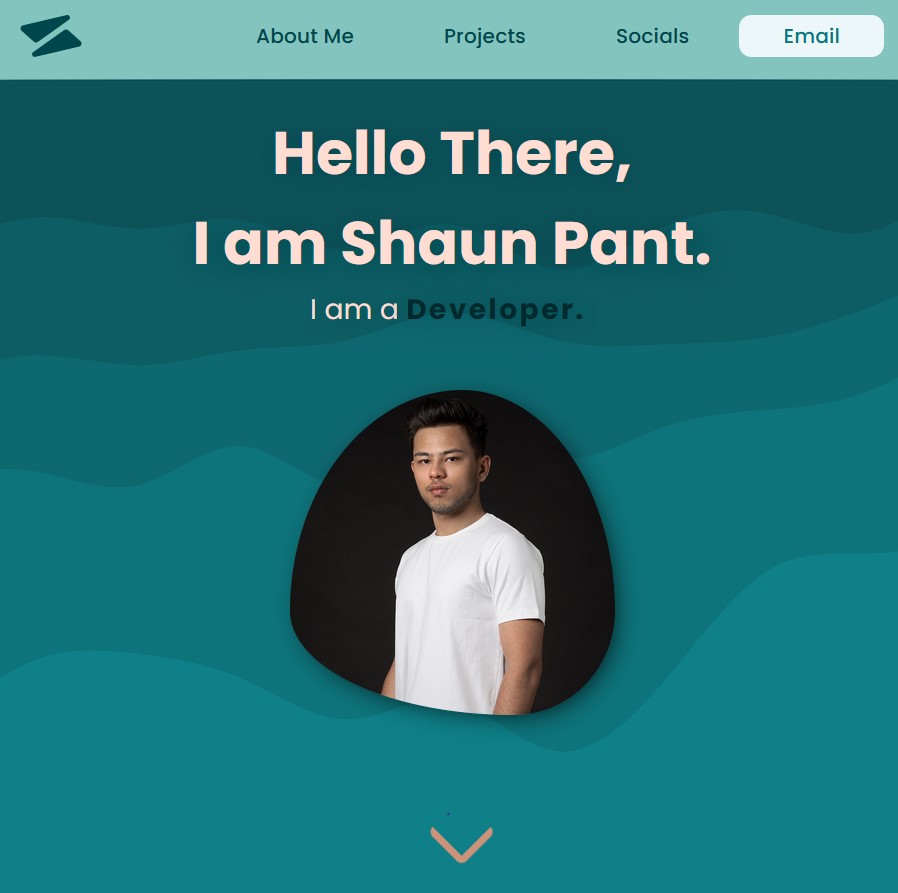 About Me Projects Socials Email
Hello There,
I am Shaun Pant.
I am a Developer.